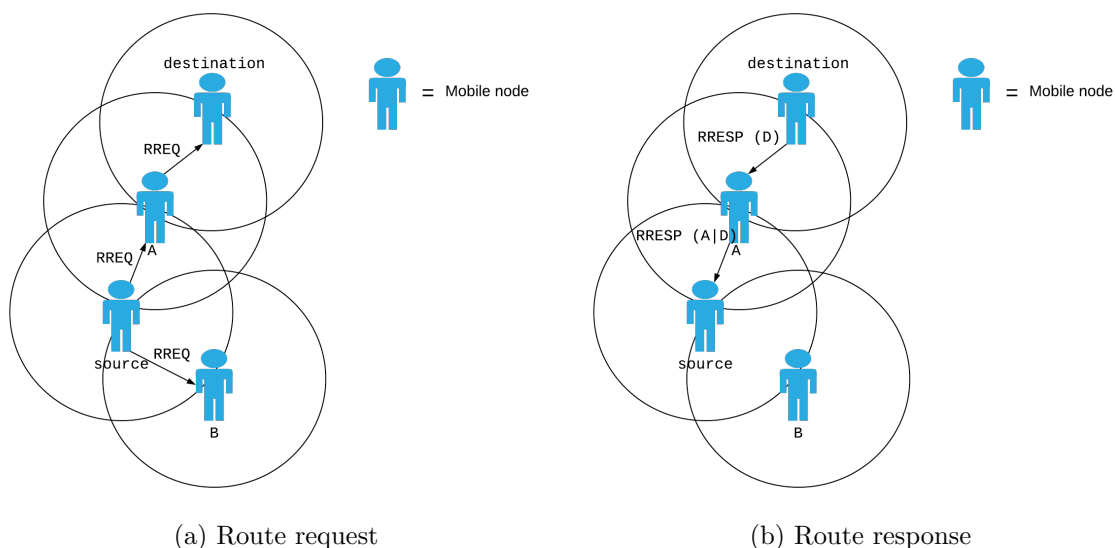 destination
= Mobile node
RREQ
A
RREQ
source
RREQ
B
(a) Route request
destination
= Mobile node
RRESP (D)
RRESP (A|D)
A
source
B
(b) Route response